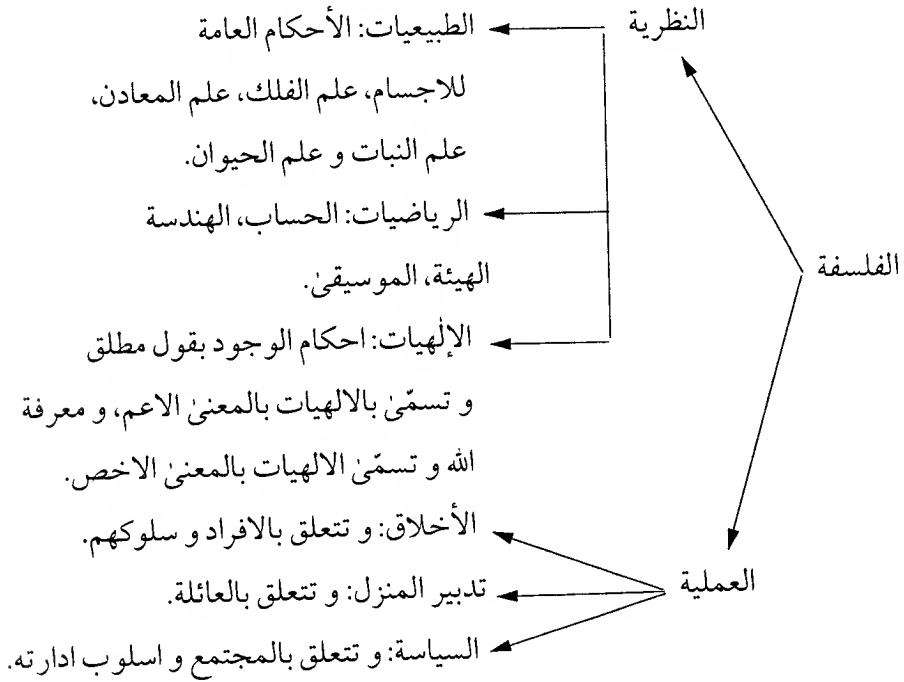 النظرية
الطبيعيات: الأحكام العامة
للاجسام، علم الفلك، علم المعادن،
علم النبات و علم الحيوان.
الرياضيات: الحساب، الهندسة
الهيئة، الموسيقىٰ.
الفلسفة
الإلٰهيات: احكام الوجود بقول مطلق
و تسمّىٰ بالالهيات بالمعنىٰ الاعم، و معرفة
الله و تسمّىٰ الالهيات بالمعنىٰ الاخص.
العملية
الأخلاق: و تتعلق بالافراد و سلوكهم.
تدبير المنزل: و تتعلق بالعائلة.
السياسة: و تتعلق بالمجتمع و اسلوب ادارته.